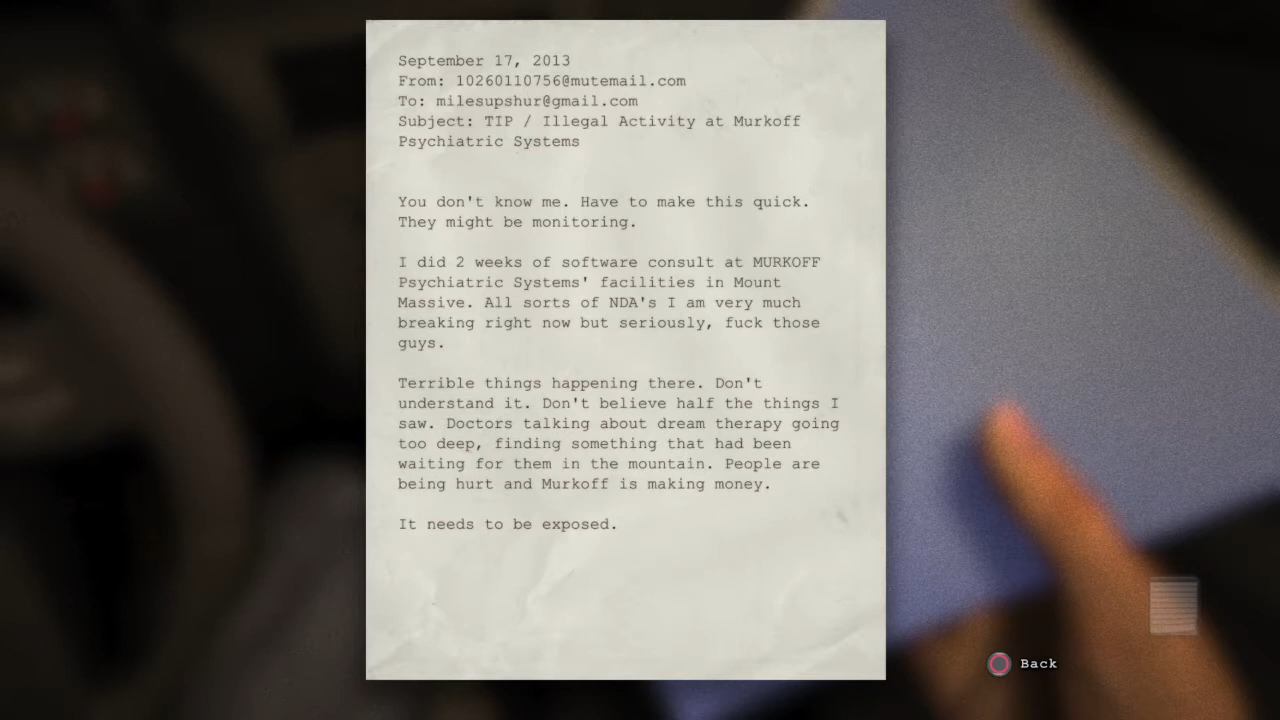 September 17, 2013
From: 10260110756@mutemail.com
To: milesupshur@gmail.com
Subject: TIP / Illegal Activity at Murkoff
Psychiatric Systems
You don't know me. Have to make this quick.
They might be monitoring.
I did 2 weeks of software consult at MURKOFF
Psychiatric Systems' facilities in Mount
Massive. All sorts of NDA's I am very much
breaking right now but seriously, fuck those
guys.
Terrible things happening there. Don't
understand it. Don't believe half the things I
saw. Doctors talking about dream therapy going
too deep, finding something that had been
waiting for them in the mountain. People are
being hurt and Murkoff is making money.
It needs to be exposed.
Back